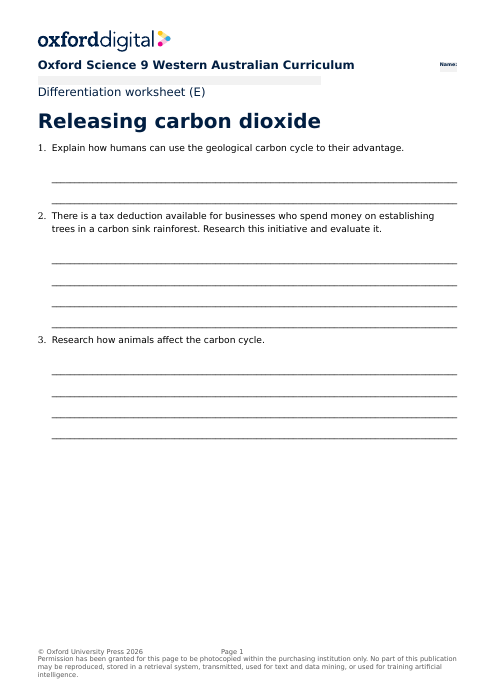 oxforddigital
Oxford Science 9 Western Australian Curriculum
Name:
Differentiation worksheet (E)
Releasing carbon dioxide
1. Explain how humans can use the geological carbon cycle to their advantage.
2. There is a tax deduction available for businesses who spend money on establishing
trees in a carbon sink rainforest. Research this initiative and evaluate it.
3. Research how animals affect the carbon cycle.
© Oxford University Press 2026 Page 1
Permission has been granted for this page to be photocopied within the purchasing institution only. No part of this publication
may be reproduced, stored in a retrieval system, transmitted, used for text and data mining, or used for training artificial
intelligence.